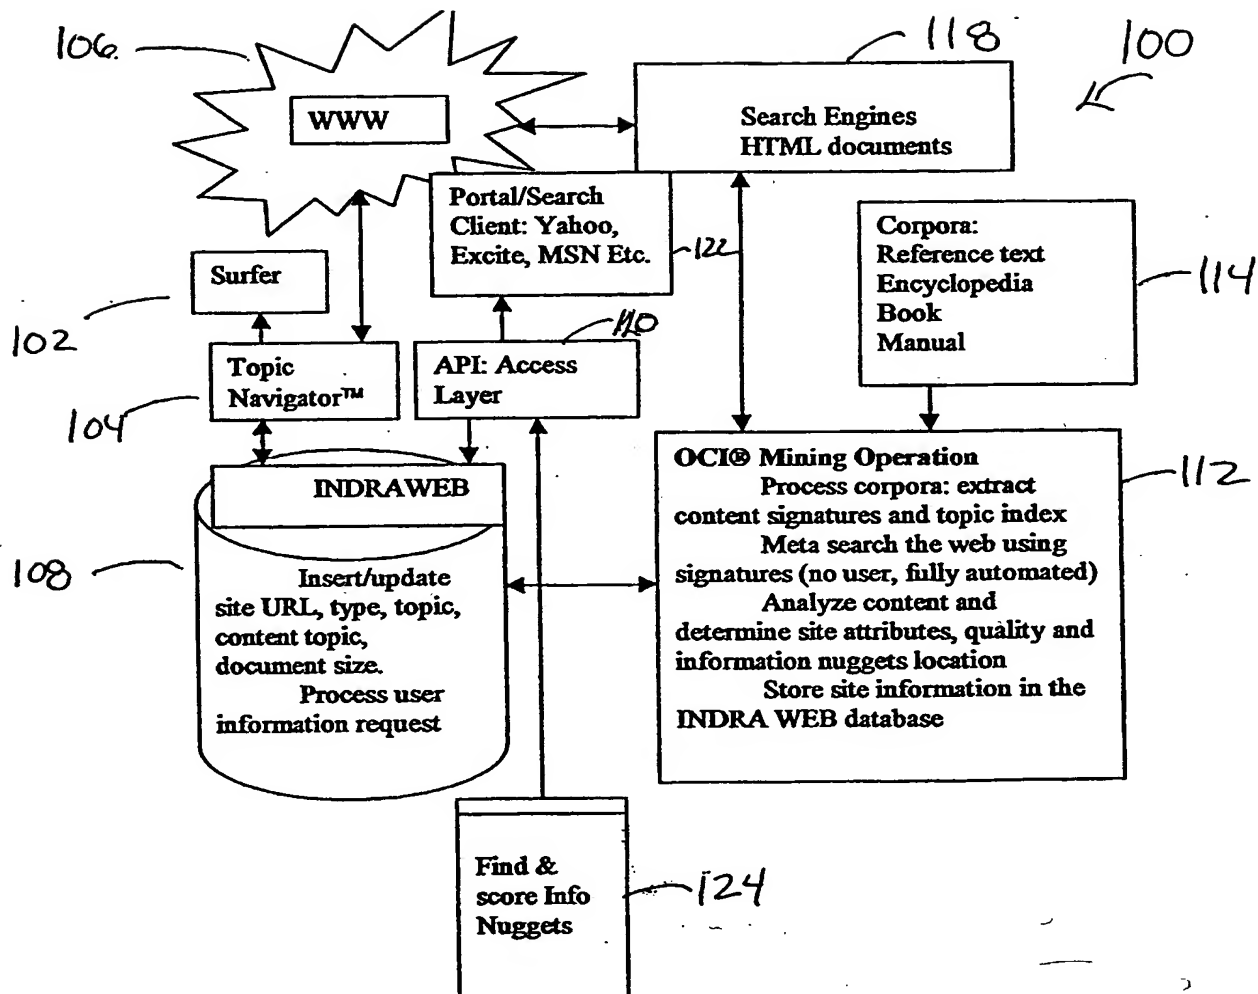 106
118
100
WWW
Search Engines
HTML documents
Portal/Search
Client: Yahoo,
Excite, MSN Etc.
122
Corpora:
Reference text
Encyclopedia
Book
Manual
114
Surfer
102
120
Topic
Navigator™
API: Access
Layer
104
INDRAWEB
OCI® Mining Operation
Process corpora: extract
content signatures and topic index
Meta search the web using
signatures (no user, fully automated)
Analyze content and
determine site attributes, quality and
information nuggets location
Store site information in the
INDRA WEB database
112
108
Insert/update
site URL, type, topic,
content topic,
document size.
Process user
information request
Find &
score Info
Nuggets
124